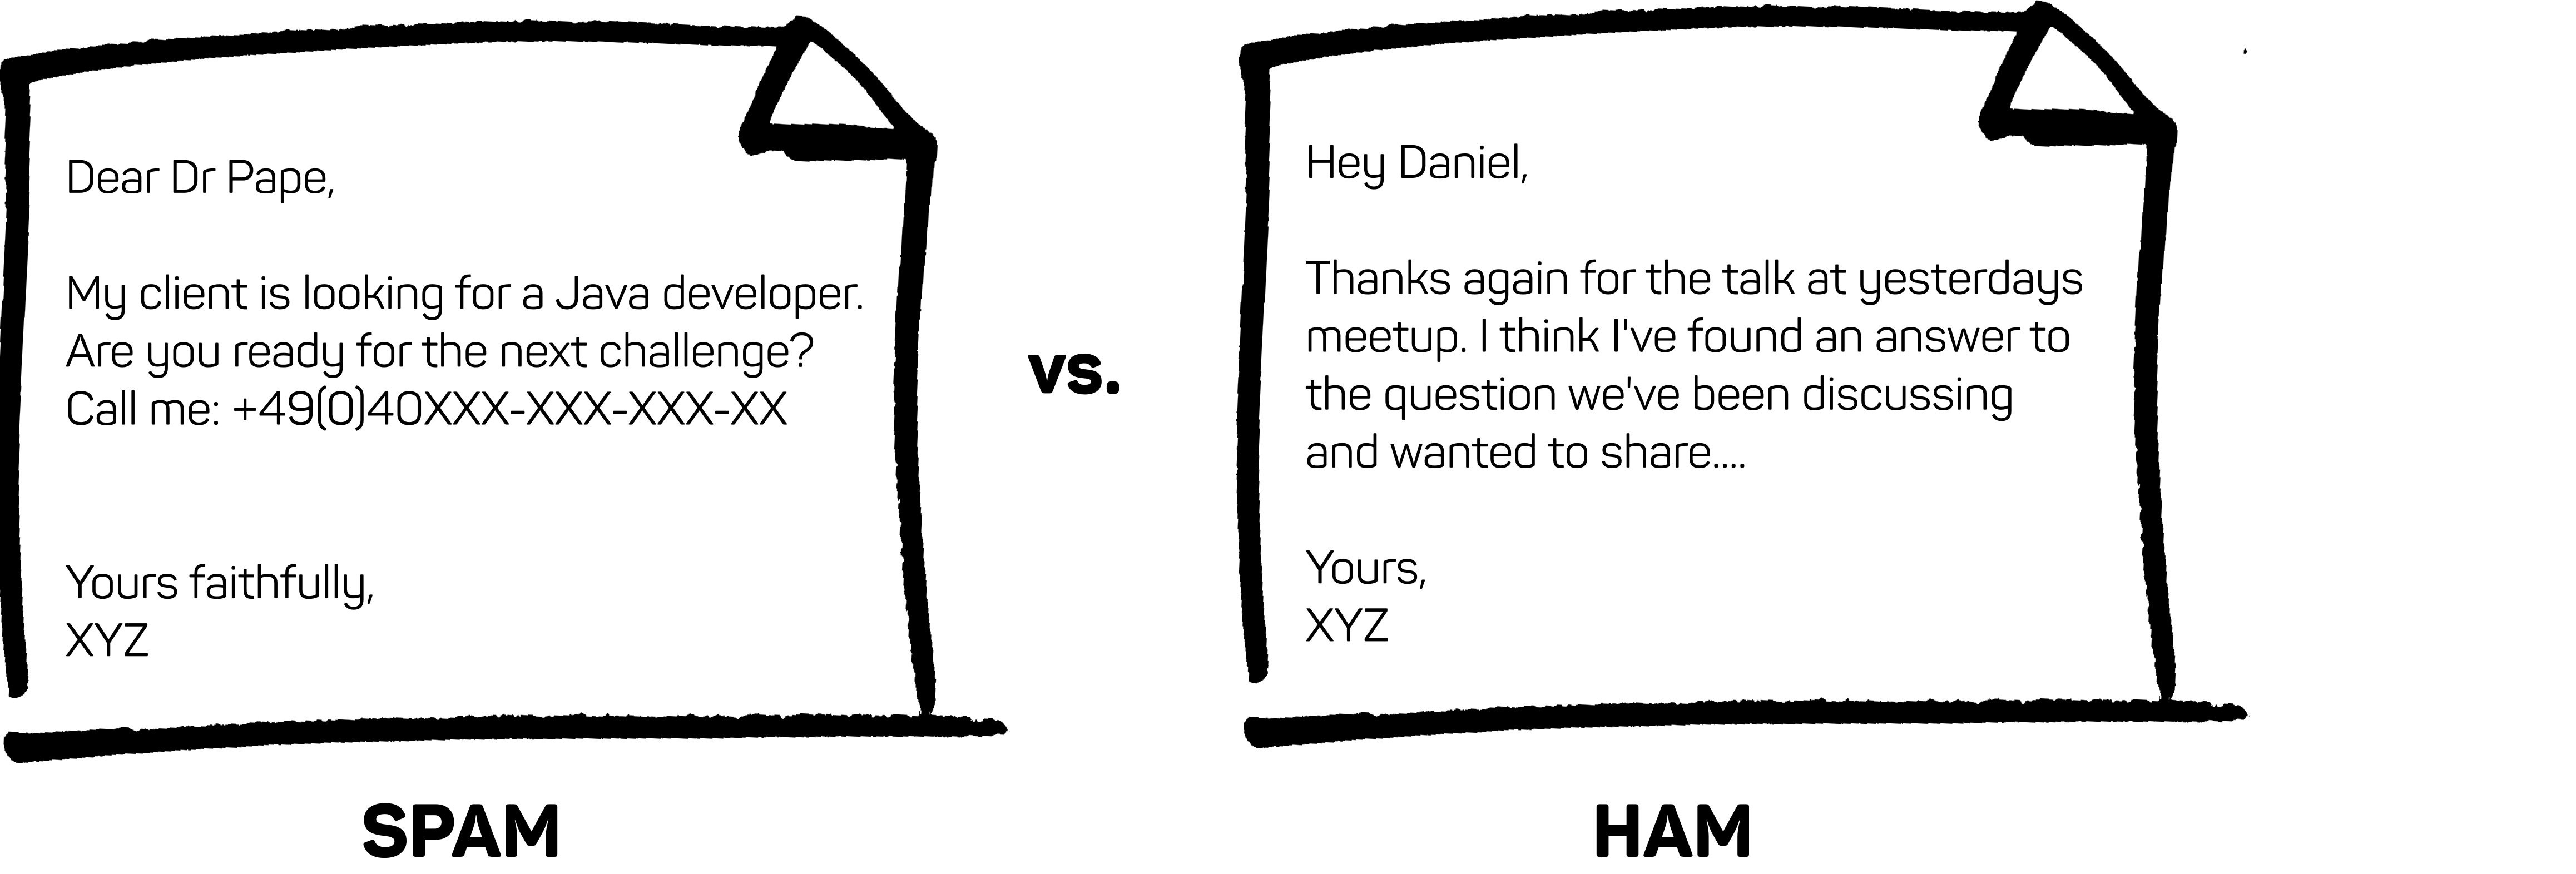 Dear Dr Pape,
My client is looking for a Java developer.
Are you ready for the next challenge?
Call me: +49(0)40XXX-XXX-XXX-XX
Yours faithfully,
XYZ
SPAM
vs.
Hey Daniel,
Thanks again for the talk at yesterdays
meetup. I think I've found an answer to
the question we've been discussing
and wanted to share....
Yours,
XYZ
HAM